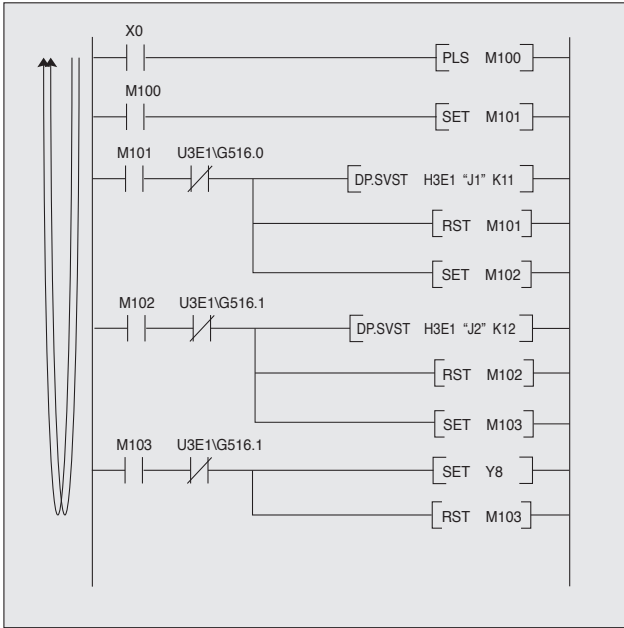 X0
PLS M100
M100
SET M101
M101 U3E1\G516.0
DP.SVST H3E1 “J1” K11
RST M101
SET M102
M102 U3E1\G516.1
DP.SVST H3E1 “J2” K12
RST M102
SET M103
M103 U3E1\G516.1
SET Y8
RST M103